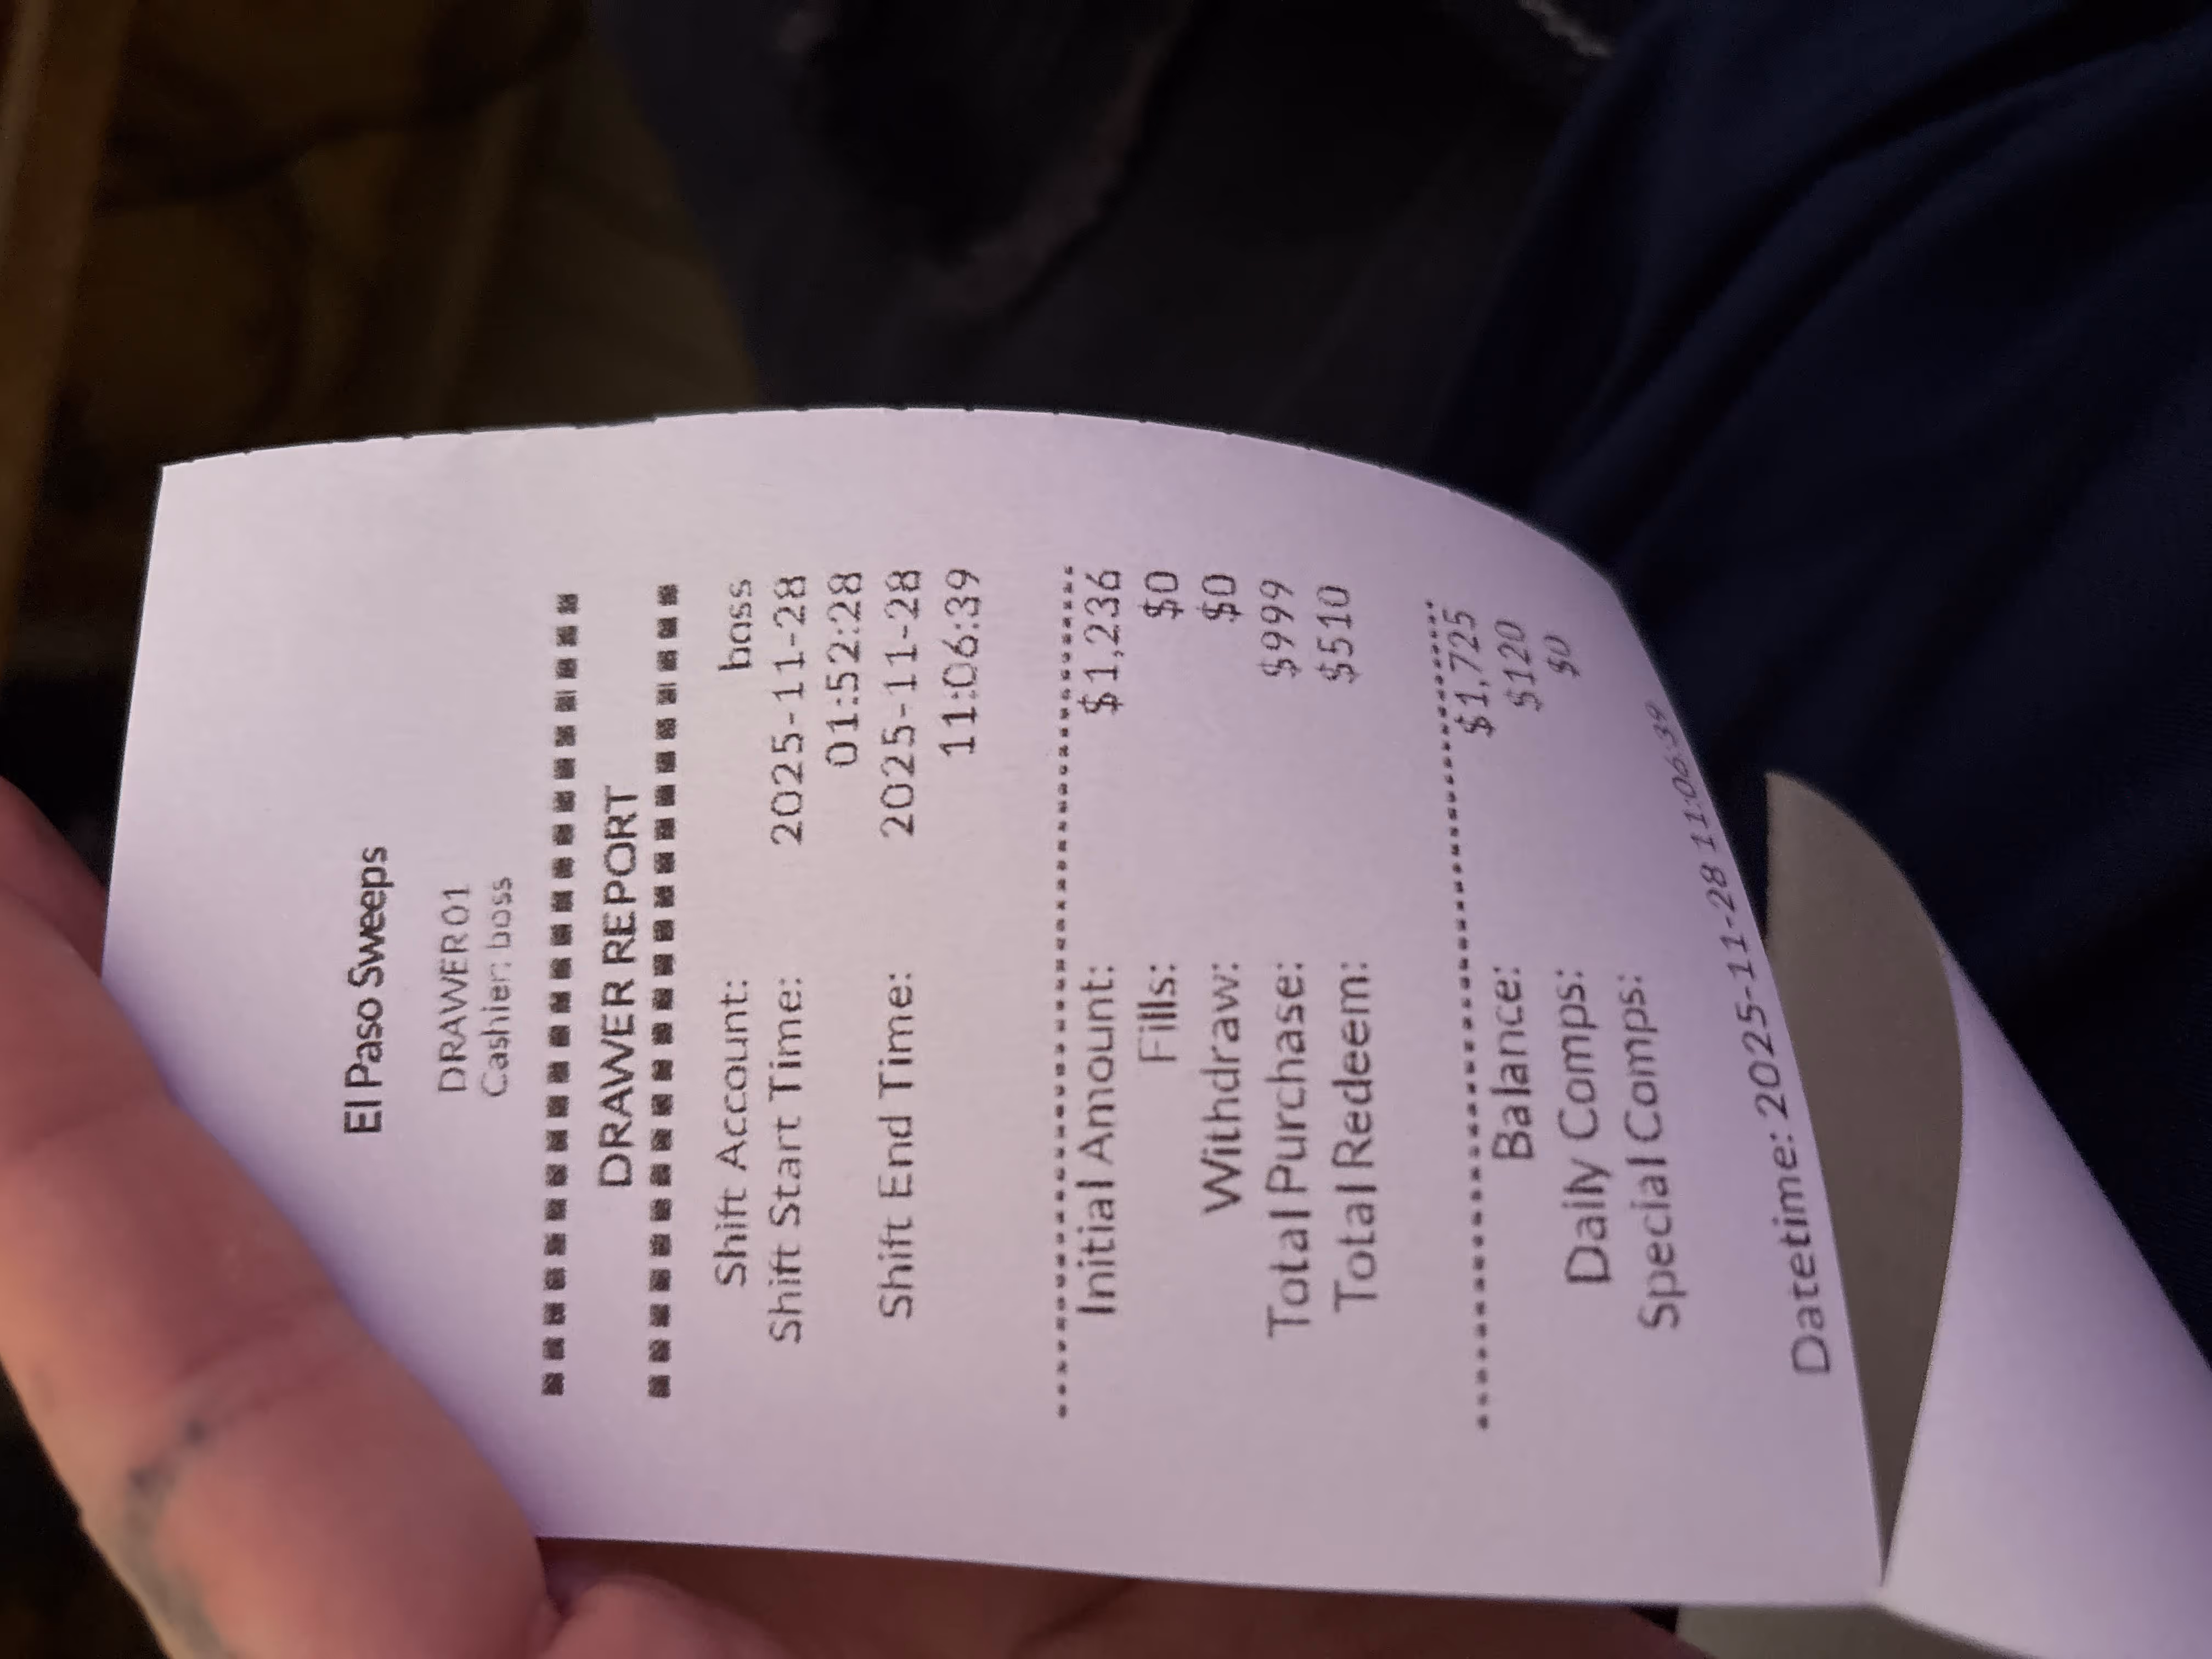 El Paso Sweeps
DRAWER01
Cashier: boss
DRAWER REPORT
Shift Account: boss
Shift Start Time: 2025-11-28
01:52:28
Shift End Time: 2025-11-28
11:06:39
Initial Amount: $1,236
Fills: $0
Withdraw: $0
Total Purchase: $999
Total Redeem: $510
Balance: $1,725
Daily Comps: $120
Special Comps: $0
Datetime: 2025-11-28 11:06:39